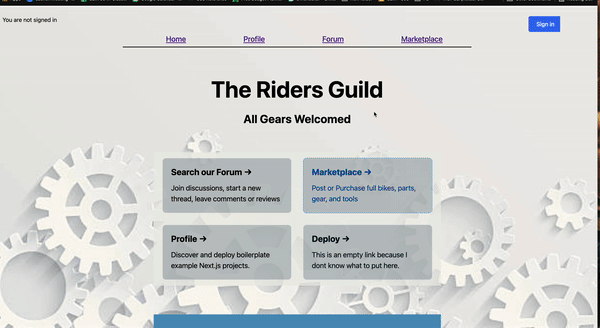 You are not signed in
Sign in
Home
Profile
Forum
Marketplace
The Riders Guild
All Gears Welcomed
Search our Forum →
Join discussions, start a new
thread, leave comments or reviews
Marketplace →
Post or Purchase full bikes, parts,
gear, and tools
Profile →
Discover and deploy boilerplate
example Next.js projects.
Deploy →
This is an empty link because I
dont know what to put here.